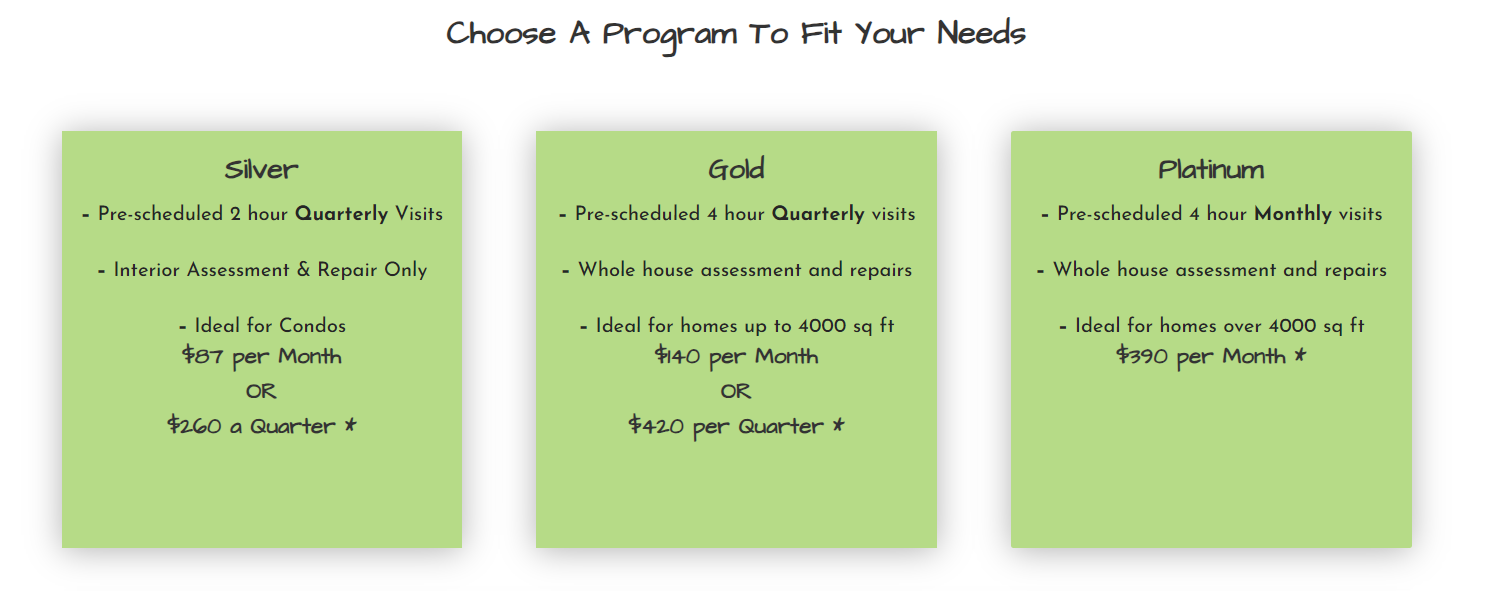 Choose A Program To Fit Your Needs
Silver
- Pre-scheduled 2 hour Quarterly Visits
- Interior Assessment & Repair Only
- Ideal for Condos
$87 per Month
OR
$260 a Quarter *
Gold
- Pre-scheduled 4 hour Quarterly visits
- Whole house assessment and repairs
- Ideal for homes up to 4000 sq ft
$140 per Month
OR
$420 per Quarter *
Platinum
- Pre-scheduled 4 hour Monthly visits
- Whole house assessment and repairs
- Ideal for homes over 4000 sq ft
$390 per Month *